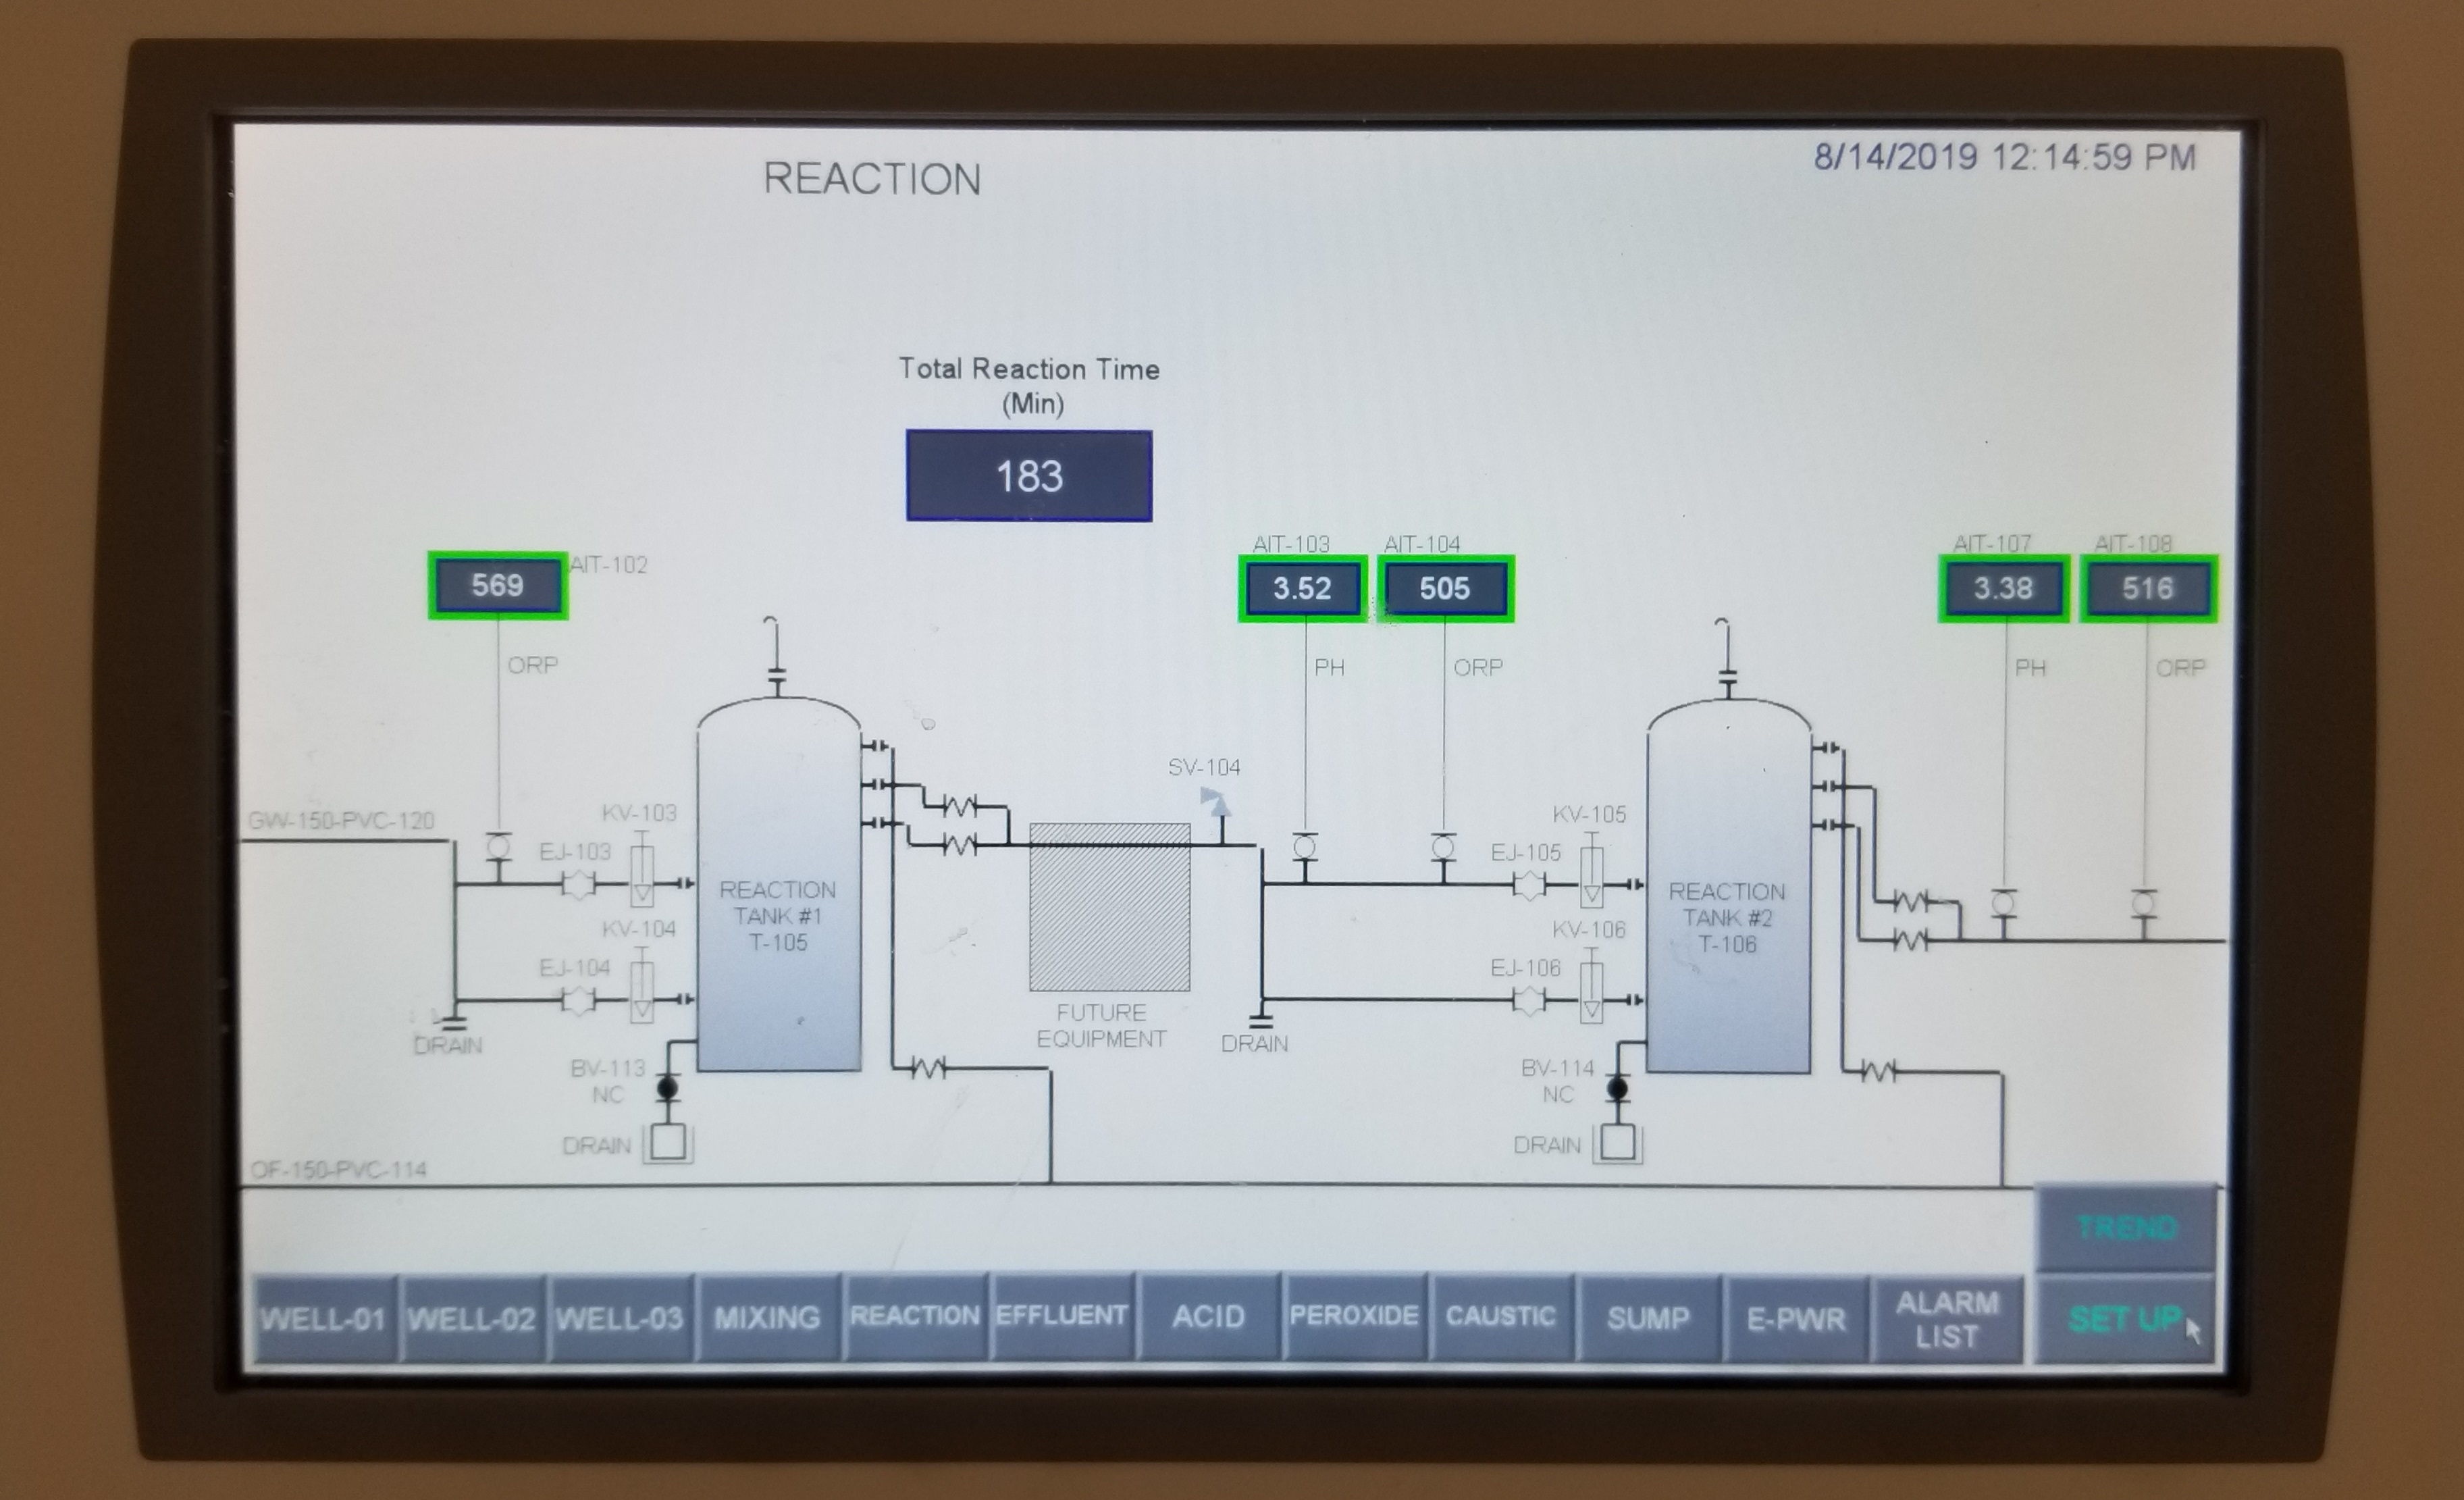 REACTION
8/14/2019 12:14:59 PM
Total Reaction Time
(Min)
183
AIT-103
AIT-104
AIT-107
AIT-108
569
AIT-102
3.52
505
3.38
516
ORP
PH
ORP
PH
ORP
SV-104
GW-150-PVC-120
KV-103
KV-105
EJ-103
EJ-105
REACTION
TANK #1
T-105
REACTION
TANK #2
T-106
KV-104
KV-106
EJ-104
EJ-106
DRAIN
FUTURE
EQUIPMENT
DRAIN
BV-113
NC
BV-114
NC
DRAIN
DRAIN
OF-150-PVC-114
TREND
WELL-01
WELL-02
WELL-03
MIXING
REACTION
EFFLUENT
ACID
PEROXIDE
CAUSTIC
SUMP
E-PWR
ALARM
LIST
SET UP